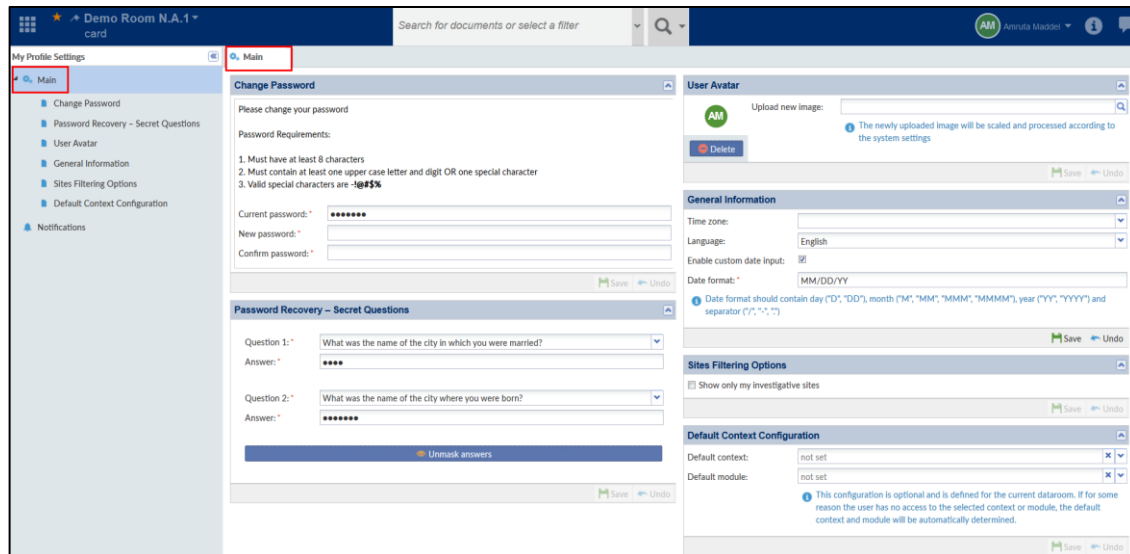 Demo Room N.A.1
card
Search for documents or select a filter
AM
Amruta Maddel
My Profile Settings
Main
Change Password
Password Recovery – Secret Questions
User Avatar
General Information
Sites Filtering Options
Default Context Configuration
Notifications
Main
Change Password
Please change your password
Password Requirements:
1. Must have at least 8 characters
2. Must contain at least one upper case letter and digit OR one special character
3. Valid special characters are -!@#$%
Current password: * •••••••
New password: *
Confirm password: *
Save Undo
Password Recovery – Secret Questions
Question 1: * What was the name of the city in which you were married?
Answer: * ••••
Question 2: * What was the name of the city where you were born?
Answer: * •••••••
Unmask answers
Save Undo
User Avatar
AM
Upload new image:
The newly uploaded image will be scaled and processed according to
the system settings
Delete
Save Undo
General Information
Time zone:
Language: English
Enable custom date input:
Date format: * MM/DD/YY
Date format should contain day ("D", "DD"), month ("M", "MM", "MMM", "MMMM"), year ("YY", "YYYY") and
separator ("/", "-", ".")
Save Undo
Sites Filtering Options
Show only my investigative sites
Save Undo
Default Context Configuration
Default context: not set
Default module: not set
This configuration is optional and is defined for the current dataroom. If for some
reason the user has no access to the selected context or module, the default
context and module will be automatically determined.
Save Undo